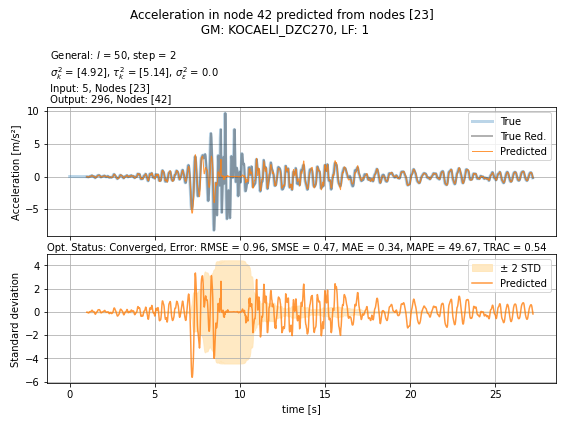 Acceleration in node 42 predicted from nodes [23]
GM: KOCAELI_DZC270, LF: 1
General: l = 50, step = 2
σ²ₖ = [4.92], τ²ₖ = [5.14], σ²ε = 0.0
Input: 5, Nodes [23]
Output: 296, Nodes [42]
Acceleration [m/s²]
10
5
0
−5
True
True Red.
Predicted
Opt. Status: Converged, Error: RMSE = 0.96, SMSE = 0.47, MAE = 0.34, MAPE = 49.67, TRAC = 0.54
Standard deviation
4
2
0
−2
−4
−6
± 2 STD
Predicted
0 5 10 15 20 25
time [s]